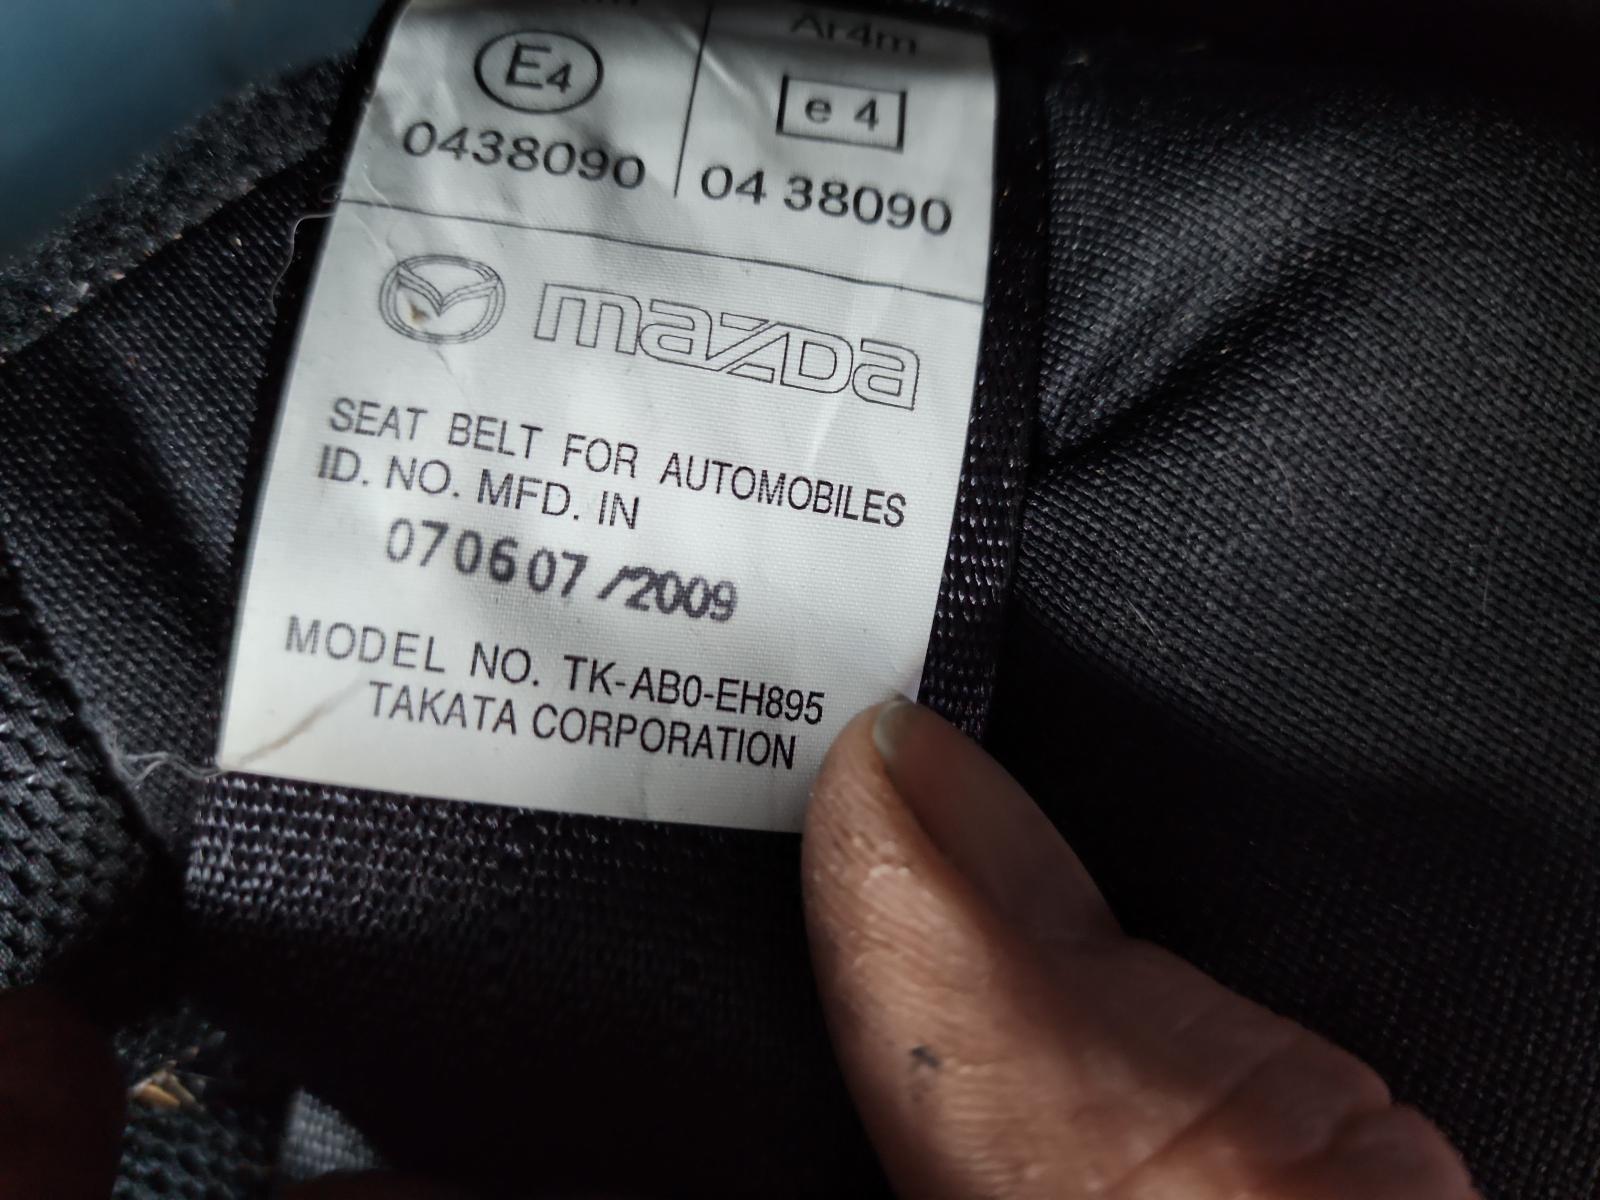 Ar4m
E4
e 4
0438090
04 38090
mazda
SEAT BELT FOR AUTOMOBILES
ID. NO. MFD. IN
070607/2009
MODEL NO. TK-AB0-EH895
TAKATA CORPORATION